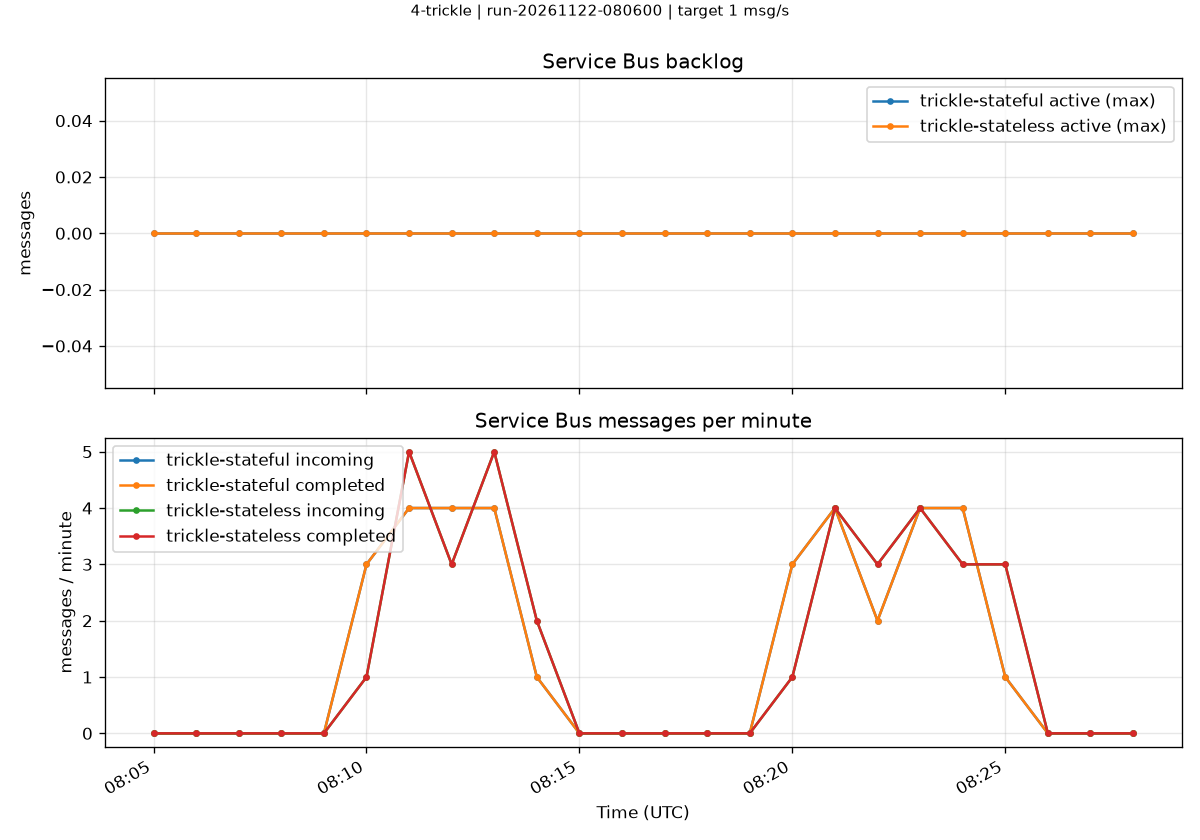 4-trickle | run-20261122-080600 | target 1 msg/s
Service Bus backlog
trickle-stateful active (max)
trickle-stateless active (max)
0.04
0.02
0.00
−0.02
−0.04
messages
Service Bus messages per minute
trickle-stateful incoming
trickle-stateful completed
trickle-stateless incoming
trickle-stateless completed
5
4
3
2
1
0
messages / minute
08:05
08:10
08:15
08:20
08:25
Time (UTC)